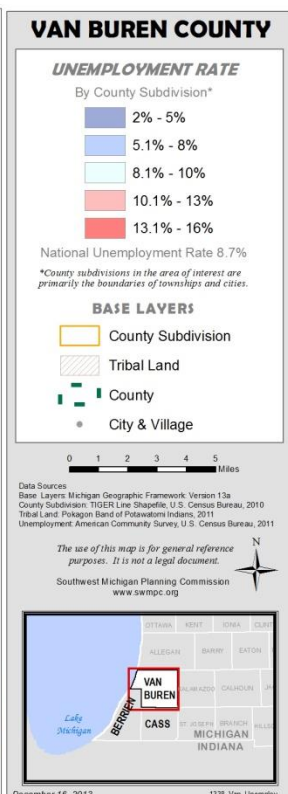 VAN BUREN COUNTY
UNEMPLOYMENT RATE
By County Subdivision*
2% - 5%
5.1% - 8%
8.1% - 10%
10.1% - 13%
13.1% - 16%
National Unemployment Rate 8.7%
*County subdivisions in the area of interest are
primarily the boundaries of townships and cities.
BASE LAYERS
County Subdivision
Tribal Land
County
City & Village
0 1 2 3 4 5
Miles
Data Sources
Base Layers: Michigan Geographic Framework: Version 13a
County Subdivision: TIGER Line Shapefile, U.S. Census Bureau, 2010
Tribal Land: Pokagon Band of Potawatomi Indians, 2011
Unemployment: American Community Survey, U.S. Census Bureau, 2011
The use of this map is for general reference
purposes. It is not a legal document.
N
Southwest Michigan Planning Commission
www.swmpc.org
OTTAWA KENT IONIA CLINT
ALLEGAN BARRY EATON
VAN
BUREN
KALAMAZOO CALHOUN
BERRIEN
CASS
ST. JOSEPH BRANCH HILLS
Lake
Michigan
MICHIGAN
INDIANA
December 16, 2013